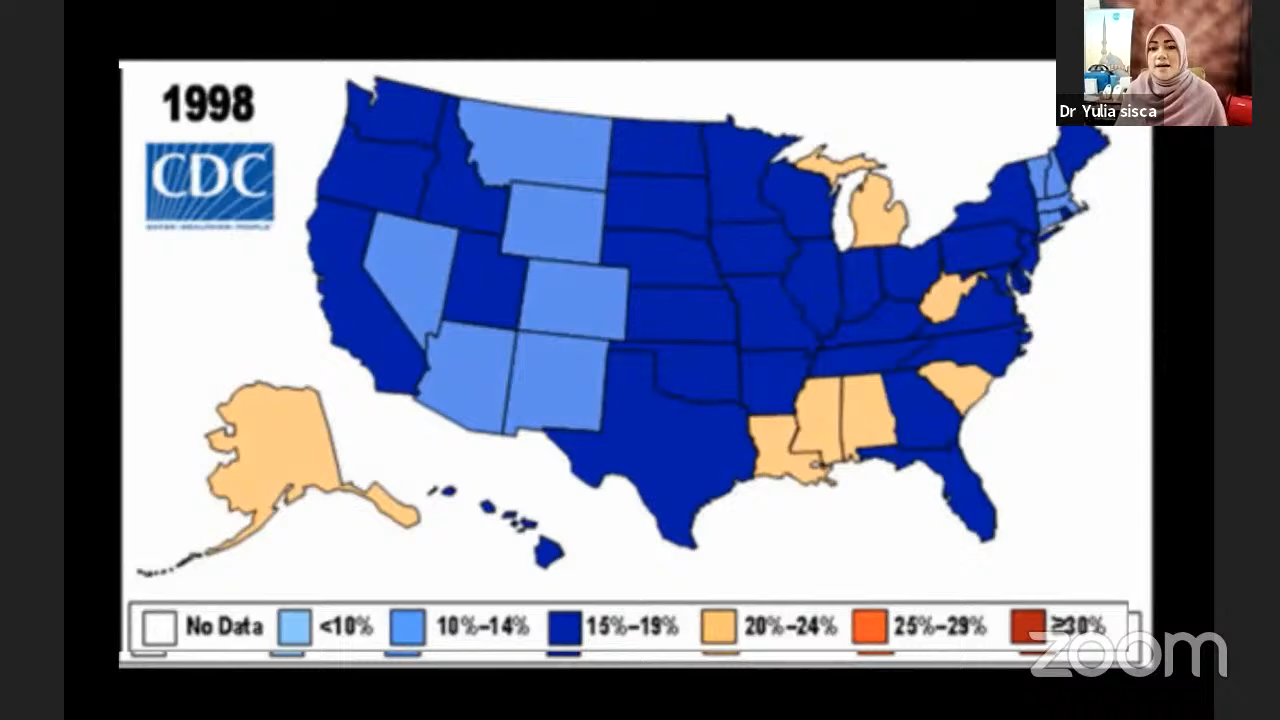 Dr Yulia sisca
1998
CDC
No Data <10% 10%–14% 15%–19% 20%–24% 25%–29% ≥30%
zoom